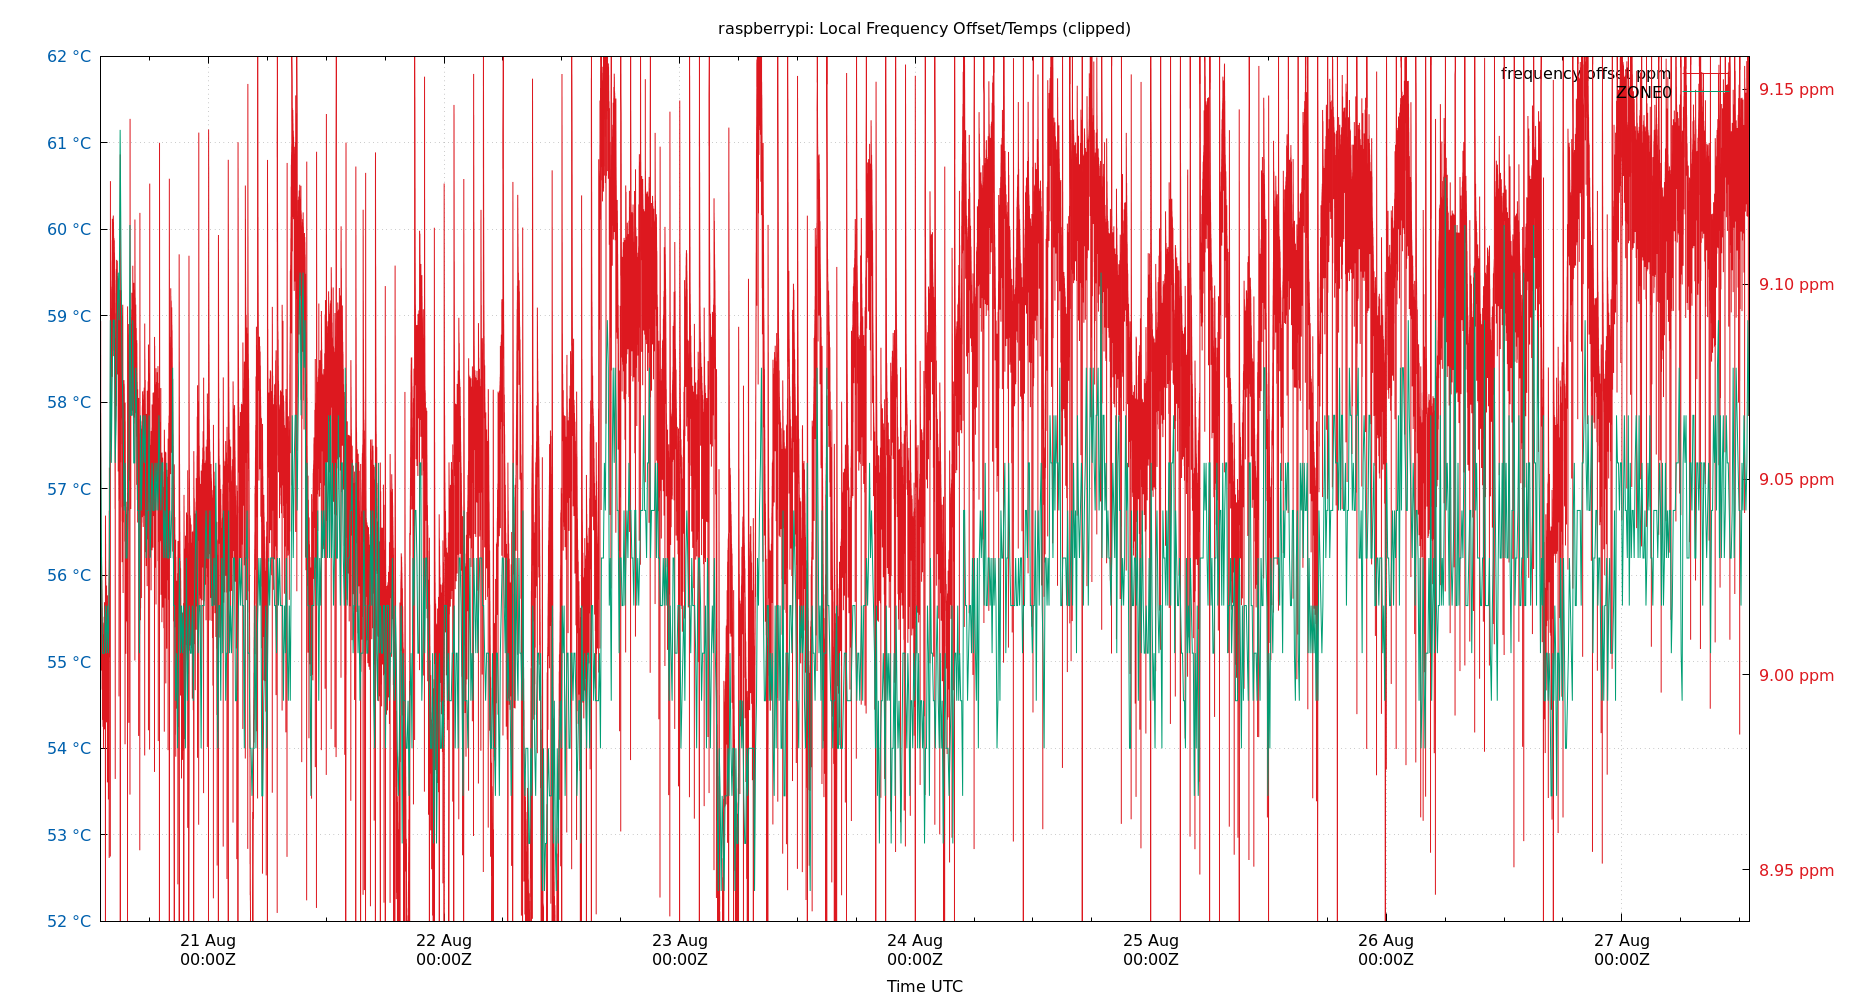 raspberrypi: Local Frequency Offset/Temps (clipped)
62 °C
61 °C
60 °C
59 °C
58 °C
57 °C
56 °C
55 °C
54 °C
53 °C
52 °C
frequency offset ppm
ZONE0
9.15 ppm
9.10 ppm
9.05 ppm
9.00 ppm
8.95 ppm
21 Aug
00:00Z
22 Aug
00:00Z
23 Aug
00:00Z
24 Aug
00:00Z
25 Aug
00:00Z
26 Aug
00:00Z
27 Aug
00:00Z
Time UTC